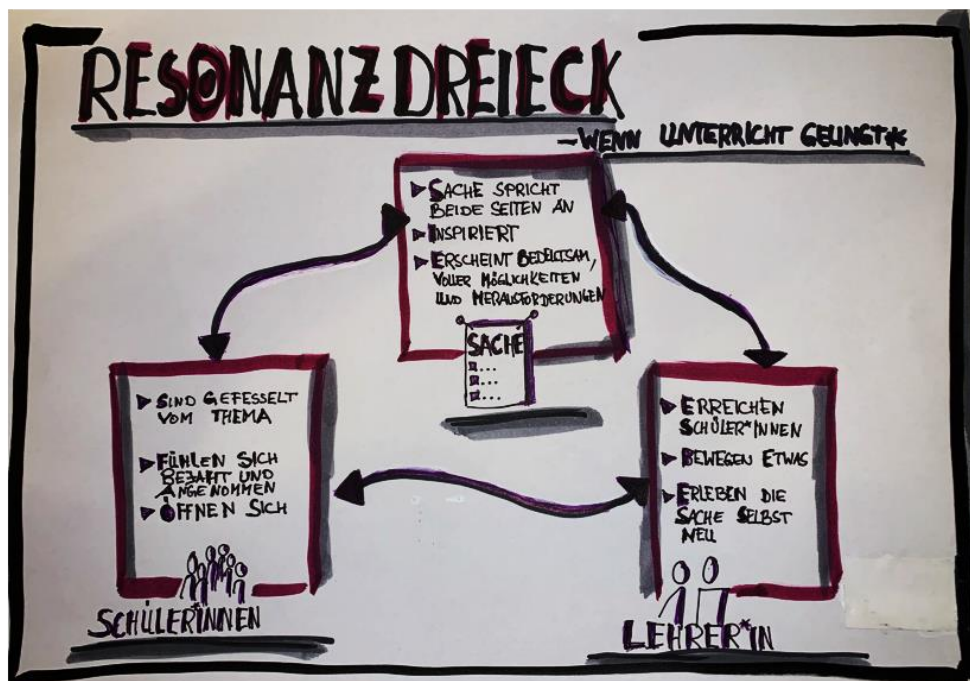 RESONANZDREIECK
- WENN UNTERRICHT GELINGT*
▶ SACHE SPRICHT
BEIDE SEITEN AN
▶ INSPIRIERT
▶ ERSCHEINT BEDEUTSAM,
VOLLER MÖGLICHKEITEN
UND HERAUSFORDERUNGEN
SACHE
...
...
...
▶ SIND GEFESSELT
VOM THEMA
▶ FÜHLEN SICH
BEJAHT UND
ANGENOMMEN
▶ ÖFFNEN SICH
SCHÜLER*INNEN
▶ ERREICHEN
SCHÜLER*INNEN
▶ BEWEGEN ETWAS
▶ ERLEBEN DIE
SACHE SELBST
NEU
LEHRER*IN